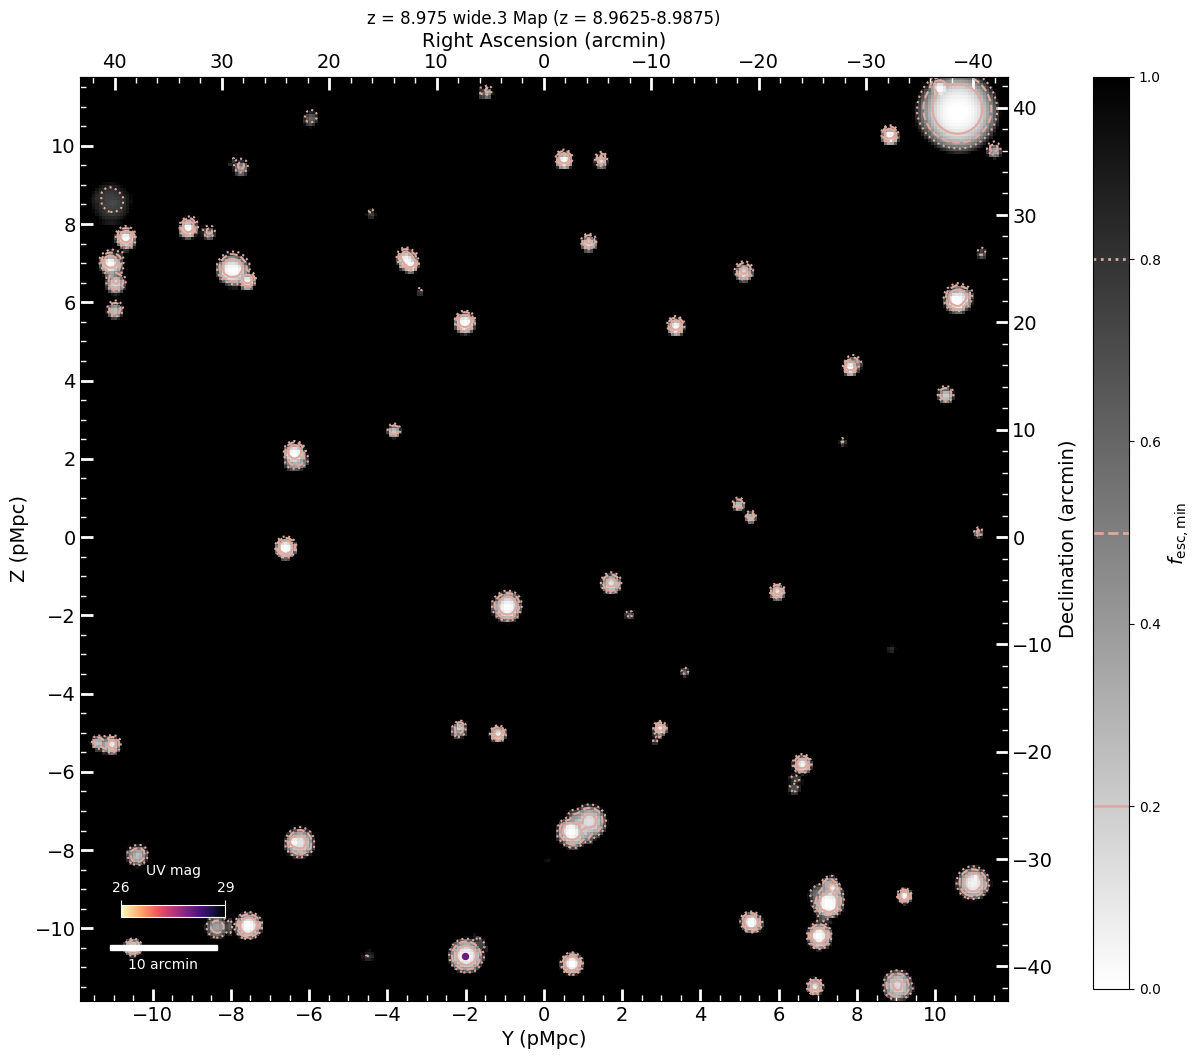 z = 8.975 wide.3 Map (z = 8.9625-8.9875)
Right Ascension (arcmin)
40 30 20 10 0 −10 −20 −30 −40
10
8
6
4
2
0
−2
−4
−6
−8
−10
Z (pMpc)
40
30
20
10
0
−10
−20
−30
−40
Declination (arcmin)
1.0
0.8
0.6
0.4
0.2
0.0
fesc, min
UV mag
26 29
10 arcmin
−10 −8 −6 −4 −2 0 2 4 6 8 10
Y (pMpc)